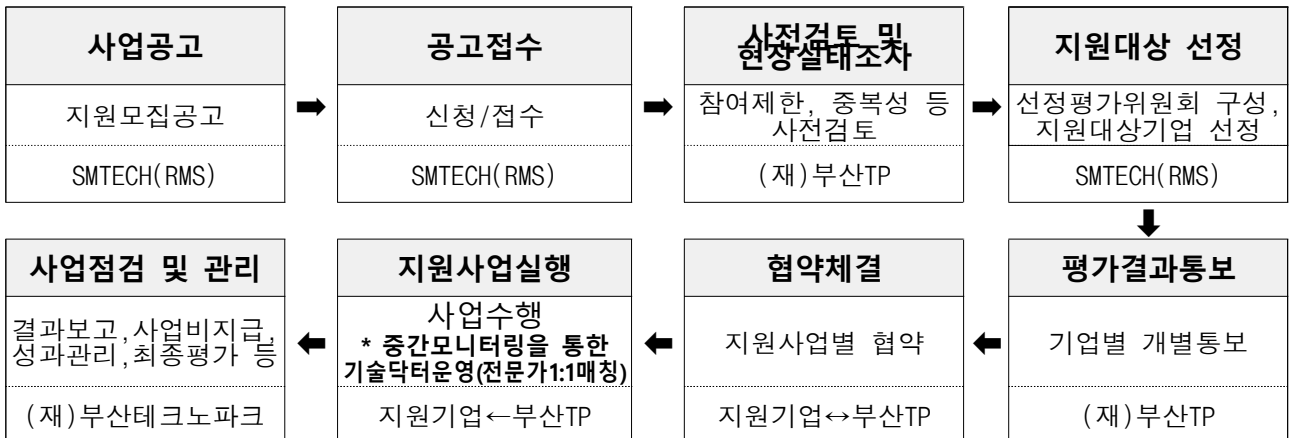 사업공고
지원모집공고
SMTECH(RMS)
➡
공고접수
신청/접수
SMTECH(RMS)
➡
사전검토 및
현장실태조사
참여제한, 중복성 등
사전검토
(재)부산TP
➡
지원대상 선정
선정평가위원회 구성,
지원대상기업 선정
SMTECH(RMS)
⬇
평가결과통보
기업별 개별통보
(재)부산TP
⬅
협약체결
지원사업별 협약
지원기업↔부산TP
⬅
지원사업실행
사업수행
* 중간모니터링을 통한
기술닥터운영(전문가1:1매칭)
지원기업←부산TP
⬅
사업점검 및 관리
결과보고,사업비지급,
성과관리,최종평가 등
(재)부산테크노파크